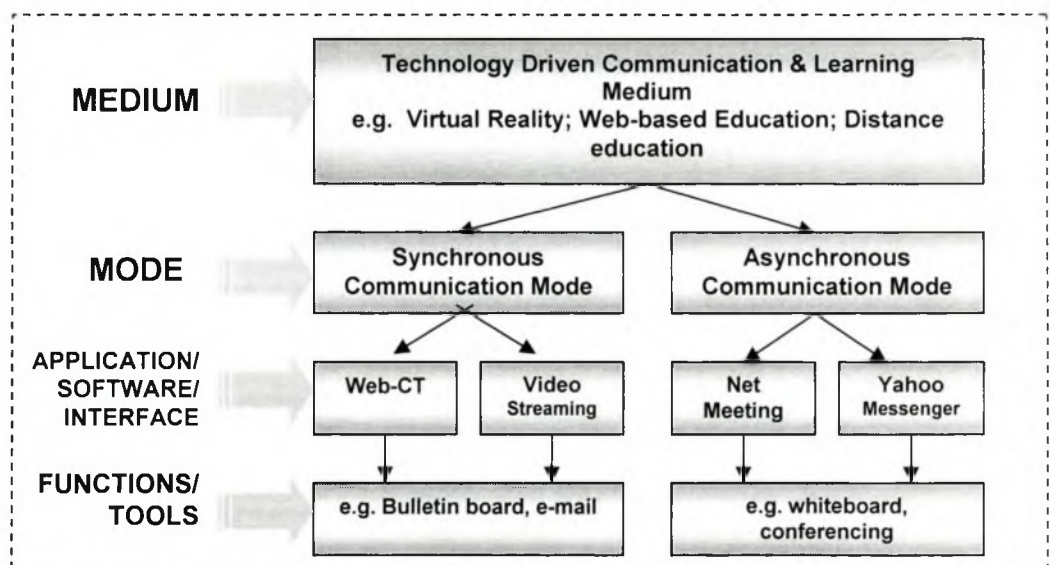 MEDIUM
Technology Driven Communication & Learning
Medium
e.g. Virtual Reality; Web-based Education; Distance
education
MODE
Synchronous
Communication Mode
Asynchronous
Communication Mode
APPLICATION/
SOFTWARE/
INTERFACE
Web-CT
Video
Streaming
Net
Meeting
Yahoo
Messenger
FUNCTIONS/
TOOLS
e.g. Bulletin board, e-mail
e.g. whiteboard,
conferencing